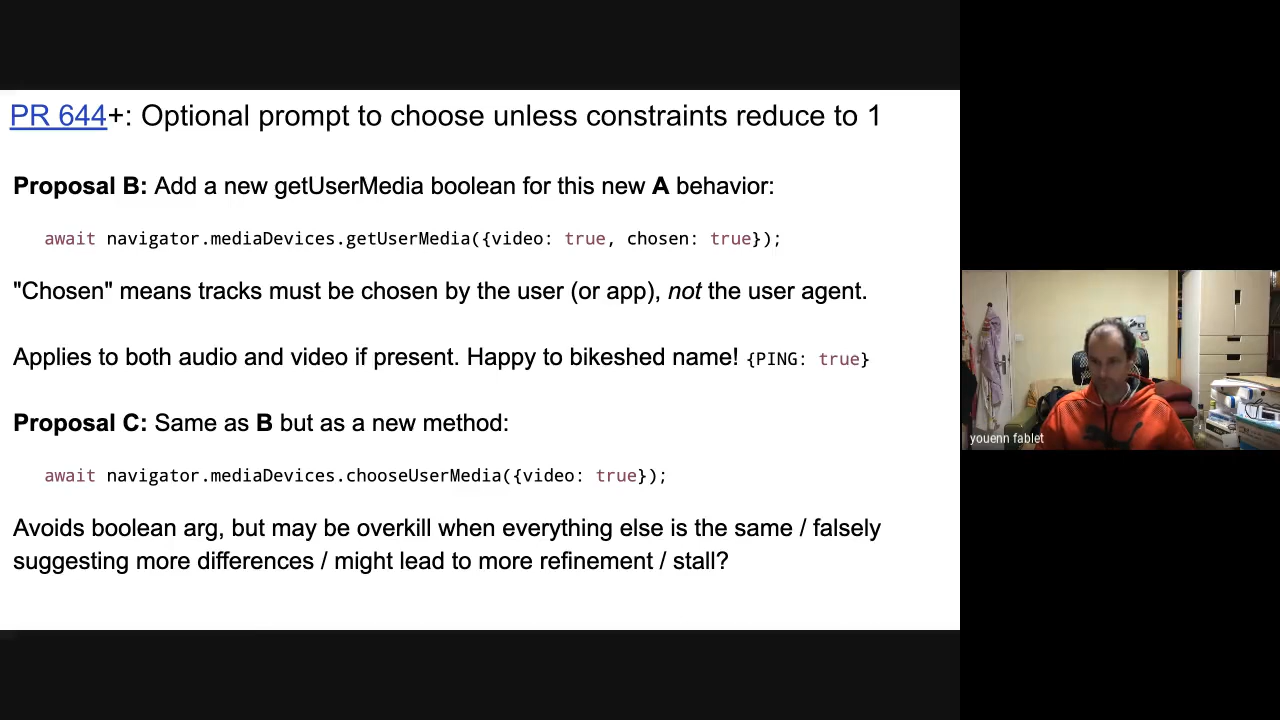 PR 644+: Optional prompt to choose unless constraints reduce to 1
Proposal B: Add a new getUserMedia boolean for this new A behavior:
await navigator.mediaDevices.getUserMedia({video: true, chosen: true});
"Chosen" means tracks must be chosen by the user (or app), not the user agent.
Applies to both audio and video if present. Happy to bikeshed name! {PING: true}
Proposal C: Same as B but as a new method:
await navigator.mediaDevices.chooseUserMedia({video: true});
Avoids boolean arg, but may be overkill when everything else is the same / falsely
suggesting more differences / might lead to more refinement / stall?
youenn fablet